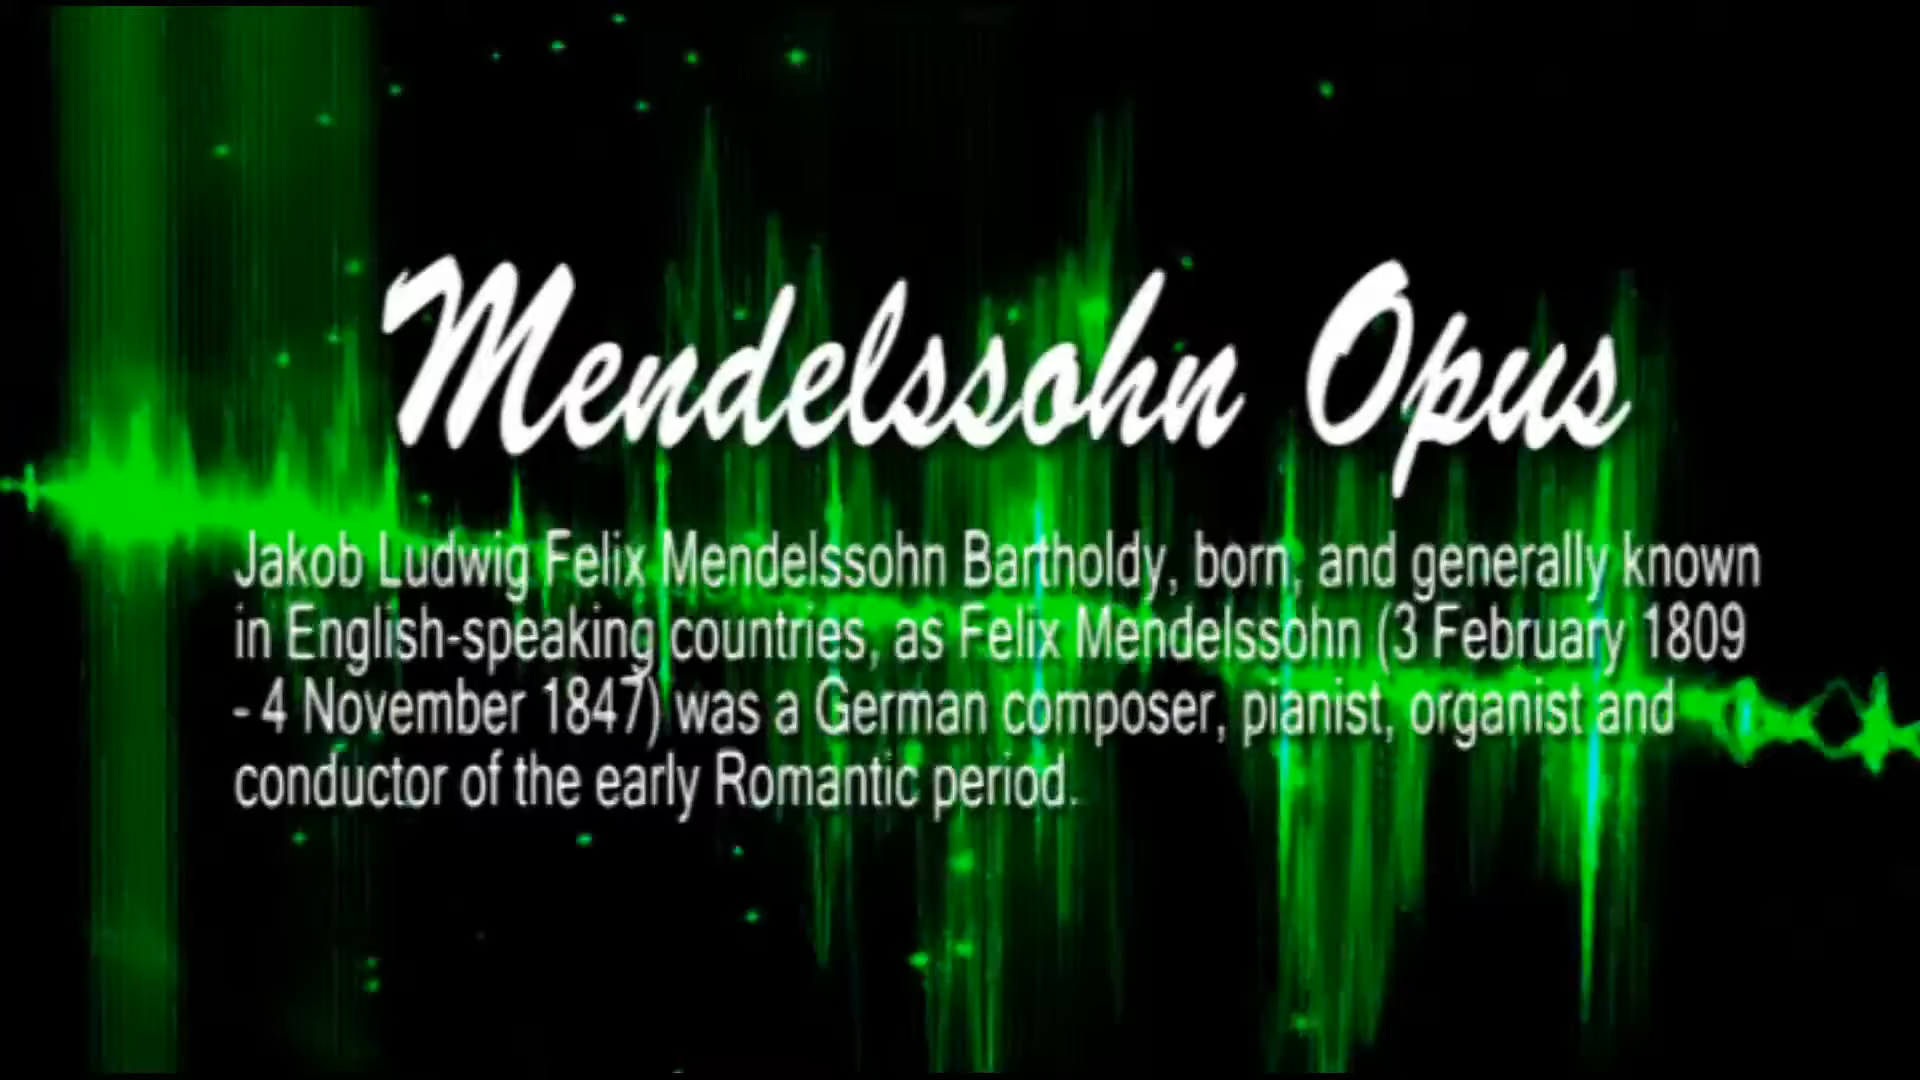 Mendelssohn Opus
Jakob Ludwig Felix Mendelssohn Bartholdy, born, and generally known
in English-speaking countries, as Felix Mendelssohn (3 February 1809
- 4 November 1847) was a German composer, pianist, organist and
conductor of the early Romantic period.